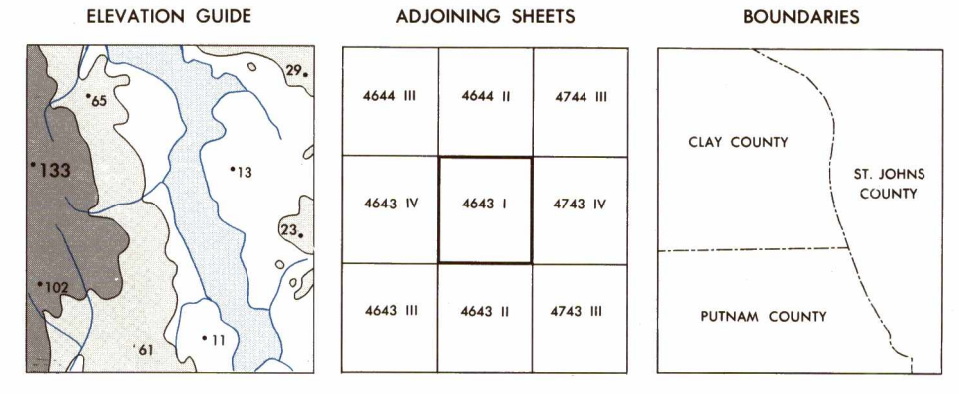 ELEVATION GUIDE
29
65
133
13
23
102
61
11
ADJOINING SHEETS
4644 III 4644 II 4744 III
4643 IV 4643 I 4743 IV
4643 III 4643 II 4743 III
BOUNDARIES
CLAY COUNTY
ST. JOHNS
COUNTY
PUTNAM COUNTY